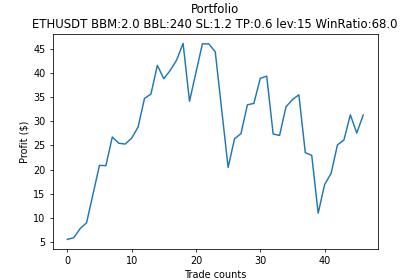 Portfolio
ETHUSDT BBM:2.0 BBL:240 SL:1.2 TP:0.6 lev:15 WinRatio:68.0
45
40
35
30
25
20
15
10
5
Profit ($)
0 10 20 30 40
Trade counts